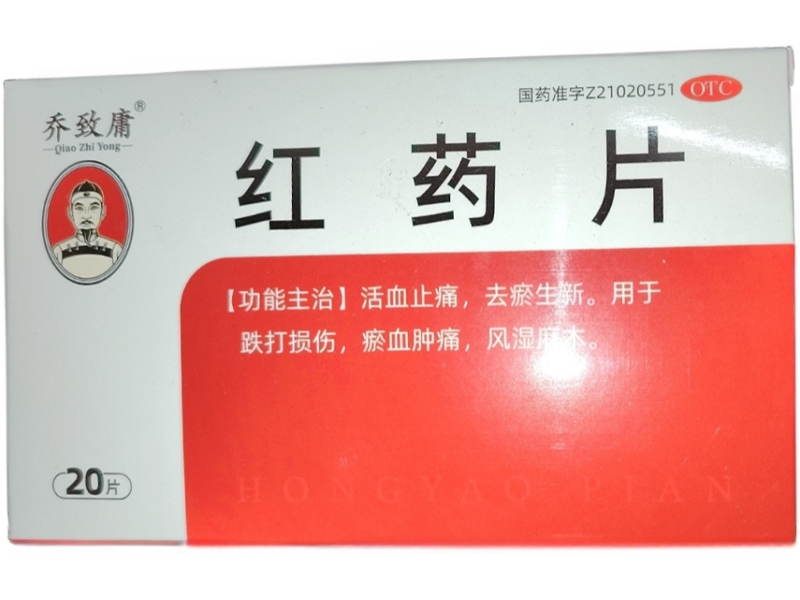 国药准字Z21020551 OTC
乔致庸®
Qiao Zhi Yong
红药片
【功能主治】活血止痛，去瘀生新。用于
跌打损伤，瘀血肿痛，风湿麻木。
20片
HONGYAO PIAN